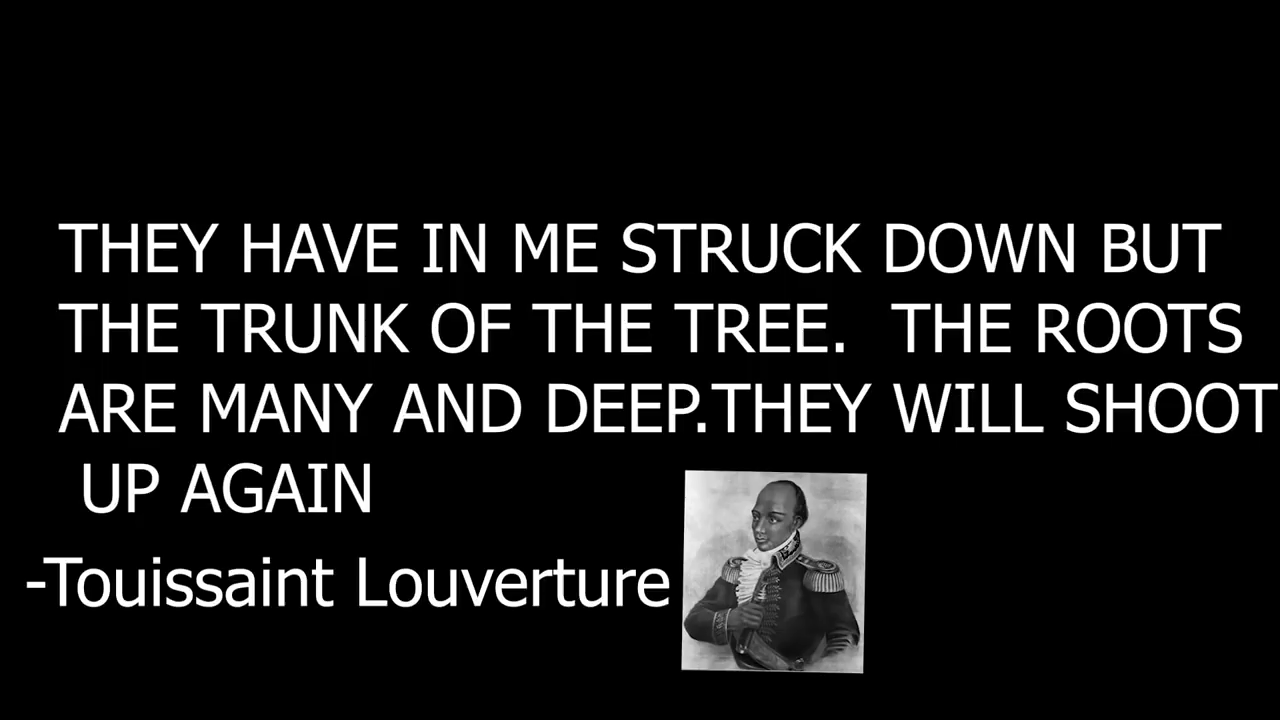 THEY HAVE IN ME STRUCK DOWN BUT
THE TRUNK OF THE TREE.  THE ROOTS
ARE MANY AND DEEP.THEY WILL SHOOT
UP AGAIN
-Touissaint Louverture